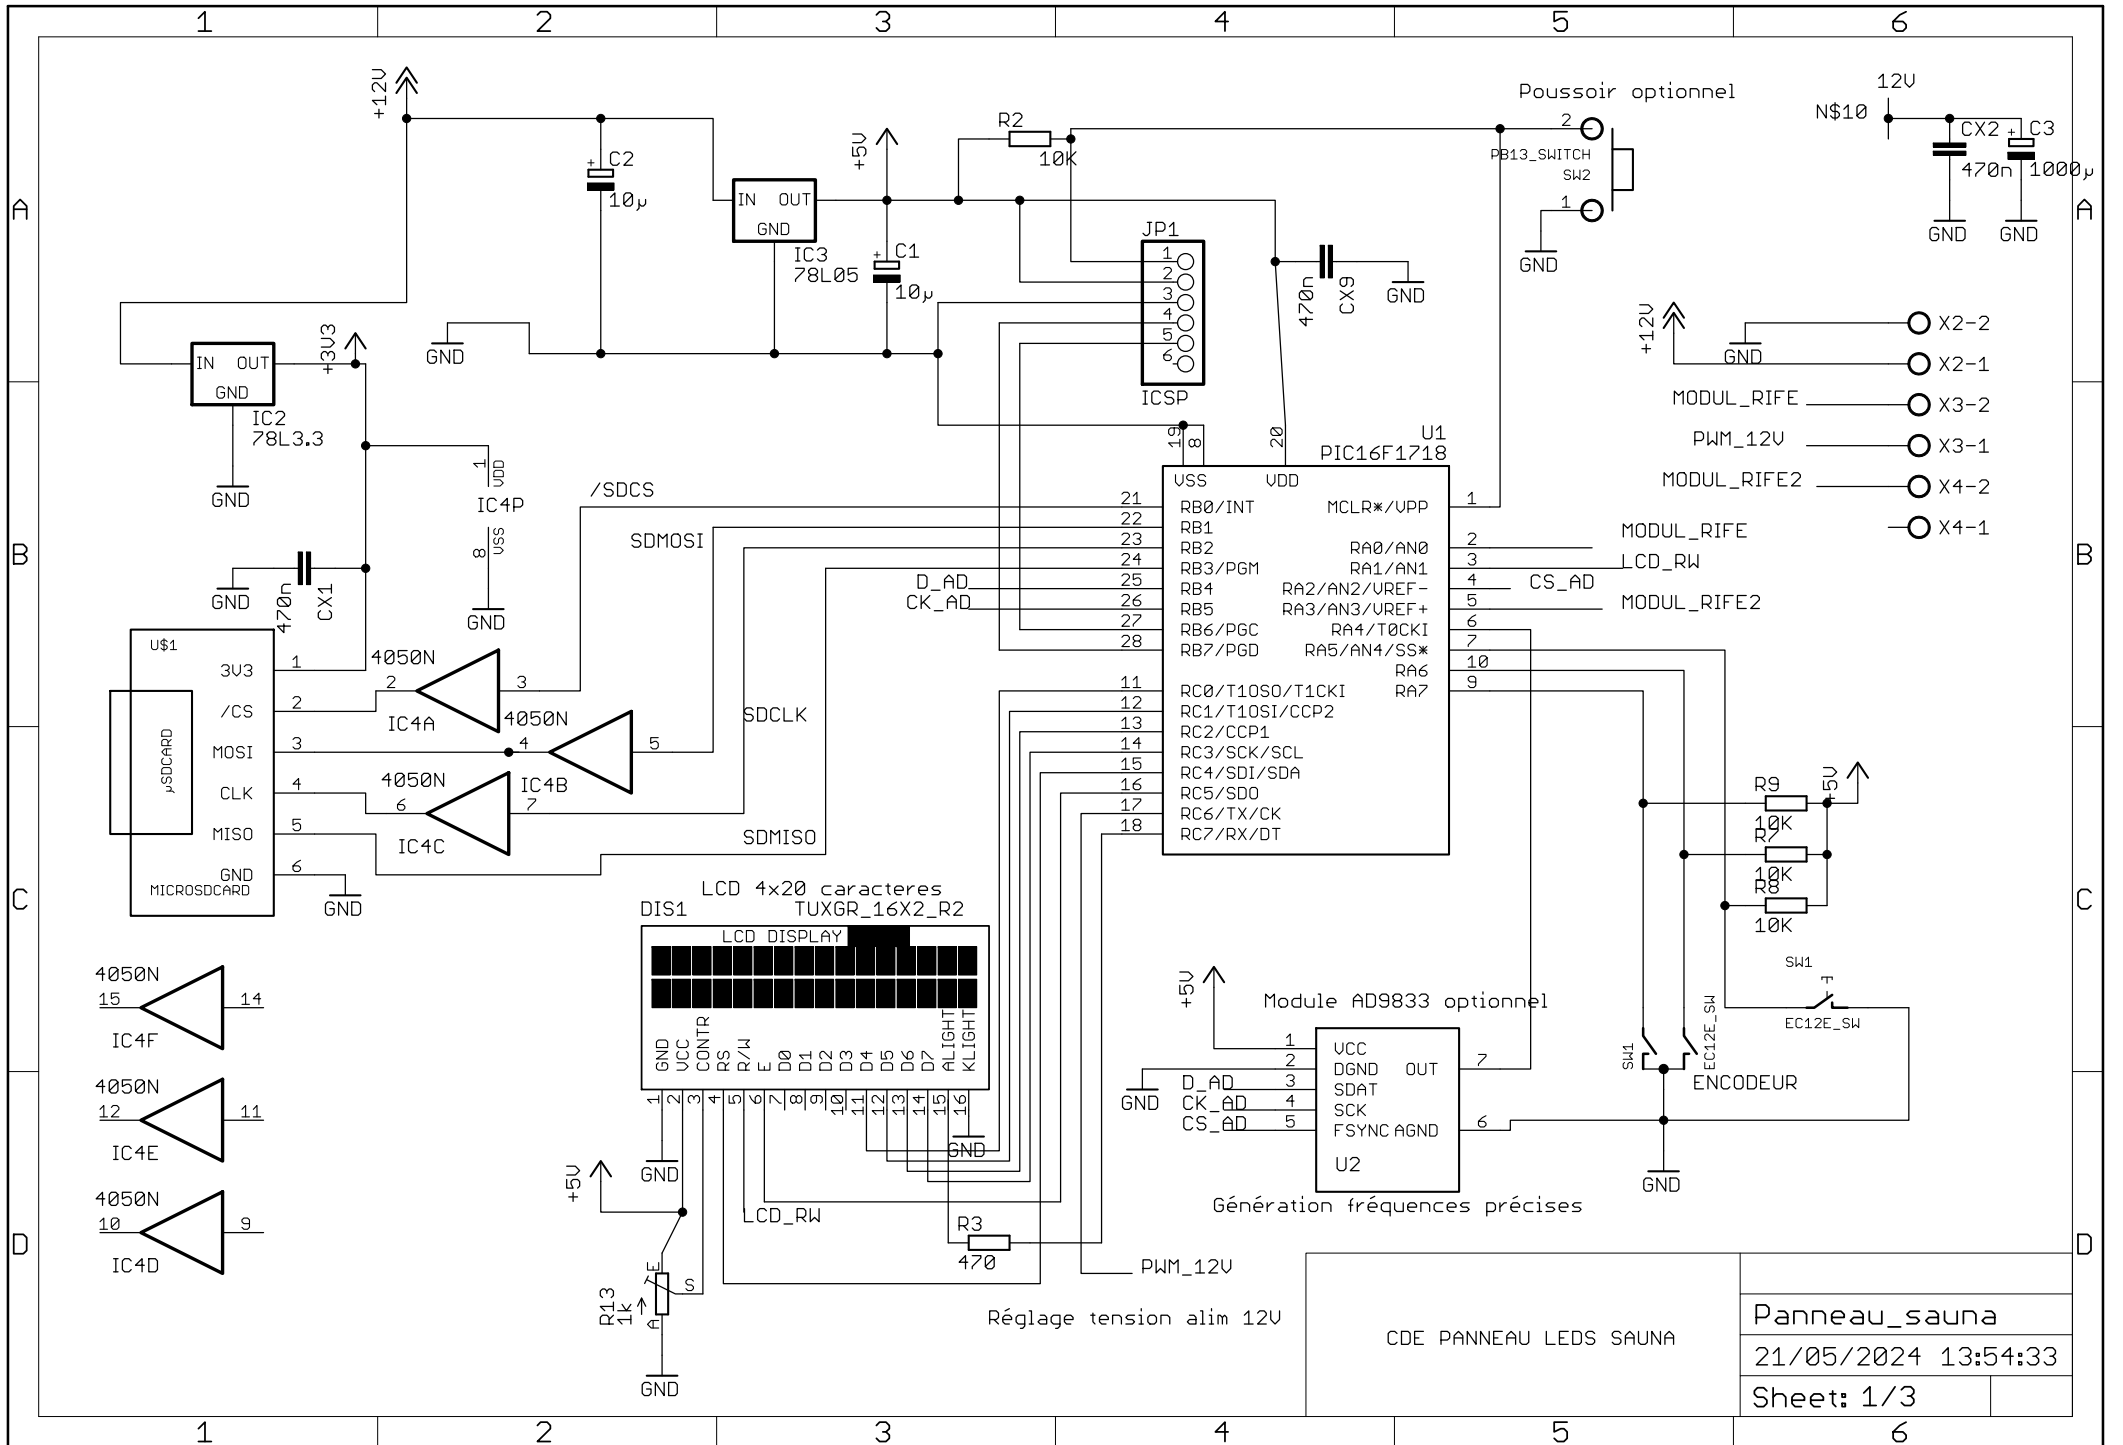 1 2 3 4 5 6
A
B
C
D
A
B
C
D
1 2 3 4 5 6
+12V
+ C2
10µ
IN OUT
GND
IC3
78L05
+5V
+ C1
10µ
R2
10K
JP1
1
2
3
4
5
6
ICSP
470n
CX9
GND
Poussoir optionnel
2
PB13_SWITCH
SW2
1
GND
12V
N$10
CX2
470n
+ C3
1000µ
GND GND
+12V
GND
X2-2
X2-1
MODUL_RIFE X3-2
PWM_12V X3-1
MODUL_RIFE2 X4-2
X4-1
GND
IN OUT
GND
IC2
78L3.3
+3V3
GND
1 VDD
IC4P
8 VSS
GND
GND
470n
CX1
U$1
3V3 1
/CS 2
MOSI 3
CLK 4
MISO 5
GND 6
µSDCARD
MICROSDCARD
GND
4050N
2 3
IC4A
4050N
4 5
IC4B
4050N
6 7
IC4C
/SDCS
SDMOSI
SDCLK
SDMISO
D_AD
CK_AD
U1
PIC16F1718
19 8 20
VSS VDD
21 RB0/INT
22 RB1
23 RB2
24 RB3/PGM
25 RB4
26 RB5
27 RB6/PGC
28 RB7/PGD
11 RC0/T1OSO/T1CKI
12 RC1/T1OSI/CCP2
13 RC2/CCP1
14 RC3/SCK/SCL
15 RC4/SDI/SDA
16 RC5/SDO
17 RC6/TX/CK
18 RC7/RX/DT
MCLR*/VPP 1
RA0/AN0 2
RA1/AN1 3
RA2/AN2/VREF- 4
RA3/AN3/VREF+ 5
RA4/T0CKI 6
RA5/AN4/SS* 7
RA6 10
RA7 9
MODUL_RIFE
LCD_RW
CS_AD
MODUL_RIFE2
R9
10K
R7
10K
R8
10K
+5V
SW1
EC12E_SW
SW1
EC12E_SW
ENCODEUR
GND
4050N
15 14
IC4F
4050N
12 11
IC4E
4050N
10 9
IC4D
LCD 4x20 caracteres
DIS1 TUXGR_16X2_R2
LCD DISPLAY
GND
VCC
CONTR
RS
R/W
E
D0
D1
D2
D3
D4
D5
D6
D7
ALIGHT
KLIGHT
1 2 3 4 5 6 7 8 9 10 11 12 13 14 15 16
GND
GND
+5V
LCD_RW
R3
470
PWM_12V
R13
1k
E
S
A
GND
Réglage tension alim 12V
+5V
Module AD9833 optionnel
1 VCC
2 DGND OUT 7
3 SDAT
4 SCK
5 FSYNC AGND 6
U2
GND
D_AD
CK_AD
CS_AD
Génération fréquences précises
CDE PANNEAU LEDS SAUNA
Panneau_sauna
21/05/2024 13:54:33
Sheet: 1/3